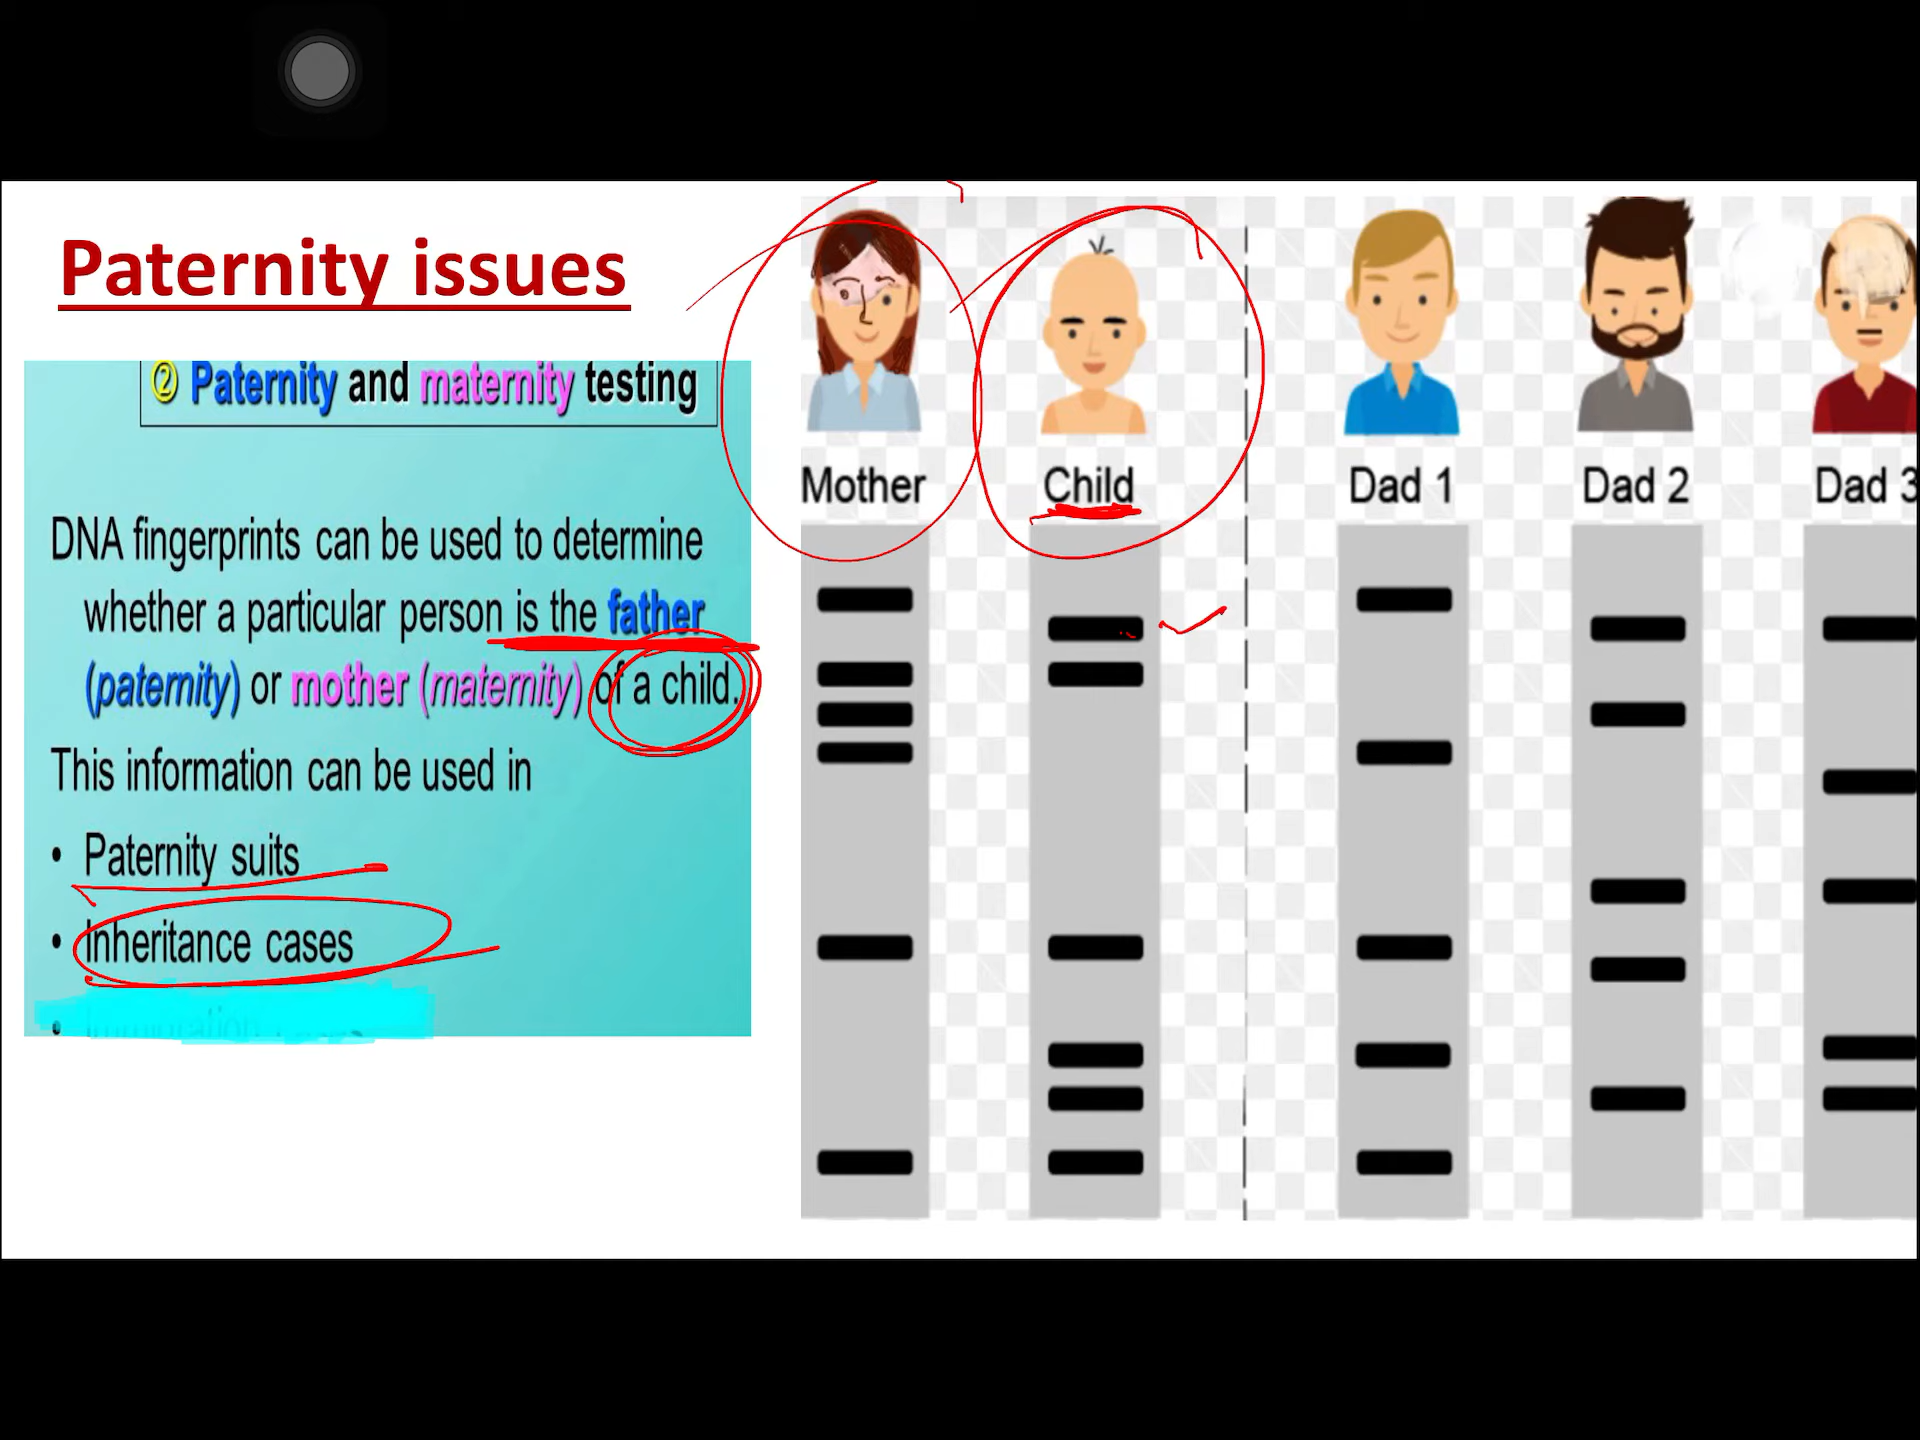 Paternity issues
② Paternity and maternity testing
DNA fingerprints can be used to determine
whether a particular person is the father
(paternity) or mother (maternity) of a child.
This information can be used in
• Paternity suits
• Inheritance cases
Mother
Child
Dad 1
Dad 2
Dad 3